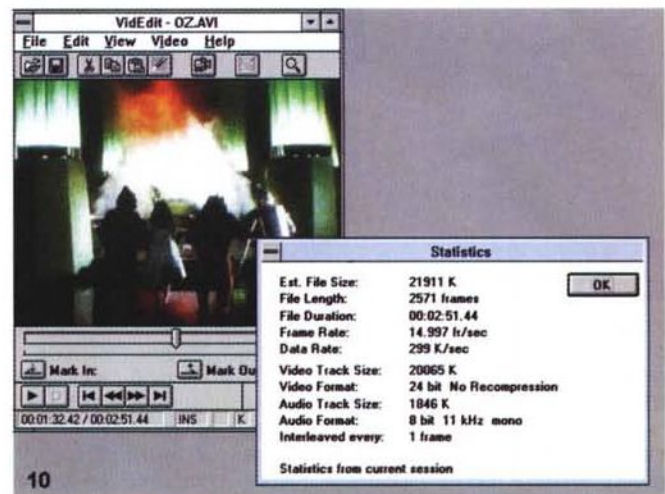 VidEdit - OZ.AVI
File Edit View Video Help
Mark In: Mark Ou
00:01:32.42 / 00:02:51.44 INS K
Statistics
Est. File Size: 21911 K OK
File Length: 2571 frames
File Duration: 00:02:51.44
Frame Rate: 14.997 fr/sec
Data Rate: 299 K/sec
Video Track Size: 20065 K
Video Format: 24 bit No Recompression
Audio Track Size: 1846 K
Audio Format: 8 bit 11 kHz mono
Interleaved every: 1 frame
Statistics from current session
10